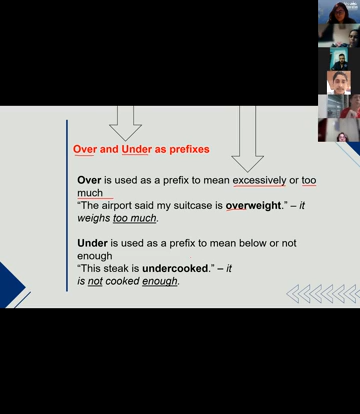 Over and Under as prefixes
Over is used as a prefix to mean excessively or too
much
“The airport said my suitcase is overweight.” – it
weighs too much.
Under is used as a prefix to mean below or not
enough
“This steak is undercooked.” – it
is not cooked enough.